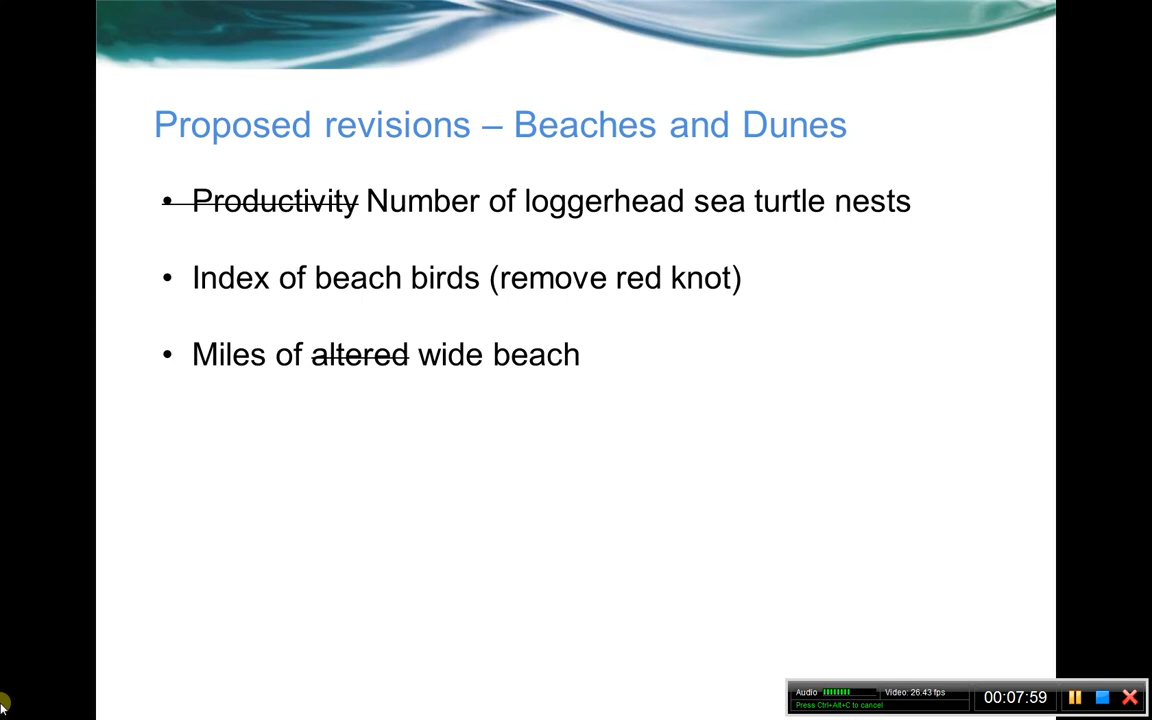 Proposed revisions – Beaches and Dunes
• Productivity Number of loggerhead sea turtle nests
• Index of beach birds (remove red knot)
• Miles of altered wide beach
Audio Video: 26.43 fps
Press Ctrl+Alt+C to cancel
00:07:59